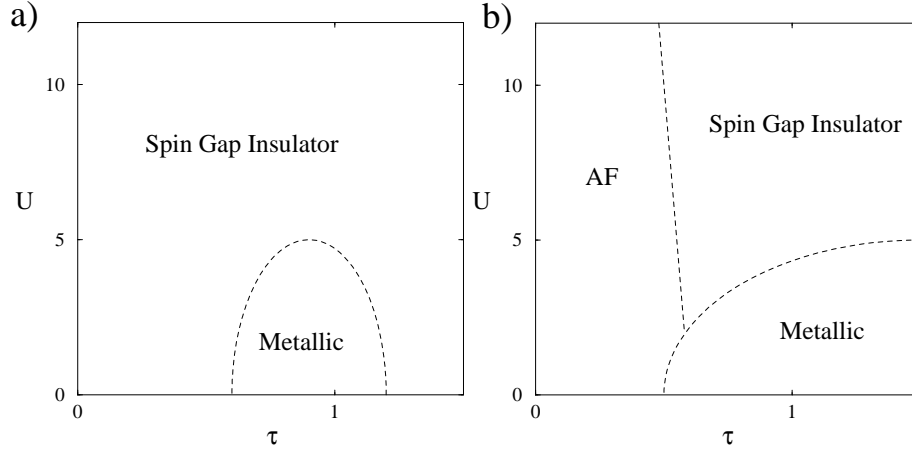 a)
10
Spin Gap Insulator
U
5
Metallic
0
0
1
τ
b)
10
Spin Gap Insulator
AF
U
5
Metallic
0
0
1
τ